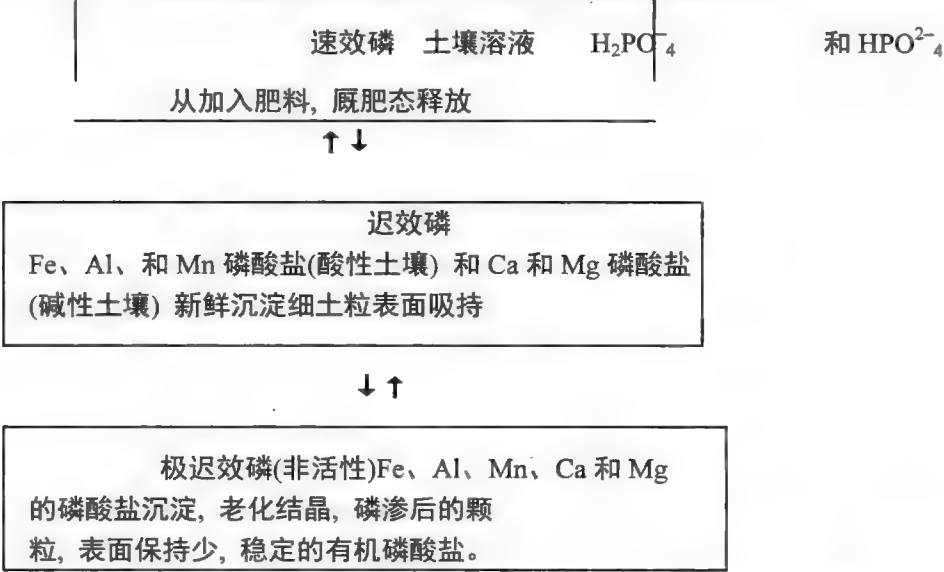 速效磷 土壤溶液 H₂PO⁻₄ 和 HPO²⁻₄
从加入肥料, 厩肥态释放
↑↓
迟效磷
Fe、Al、和 Mn 磷酸盐(酸性土壤) 和 Ca 和 Mg 磷酸盐
(碱性土壤) 新鲜沉淀细土粒表面吸持
↓↑
极迟效磷(非活性)Fe、Al、Mn、Ca 和 Mg
的磷酸盐沉淀, 老化结晶, 磷渗后的颗
粒, 表面保持少, 稳定的有机磷酸盐。